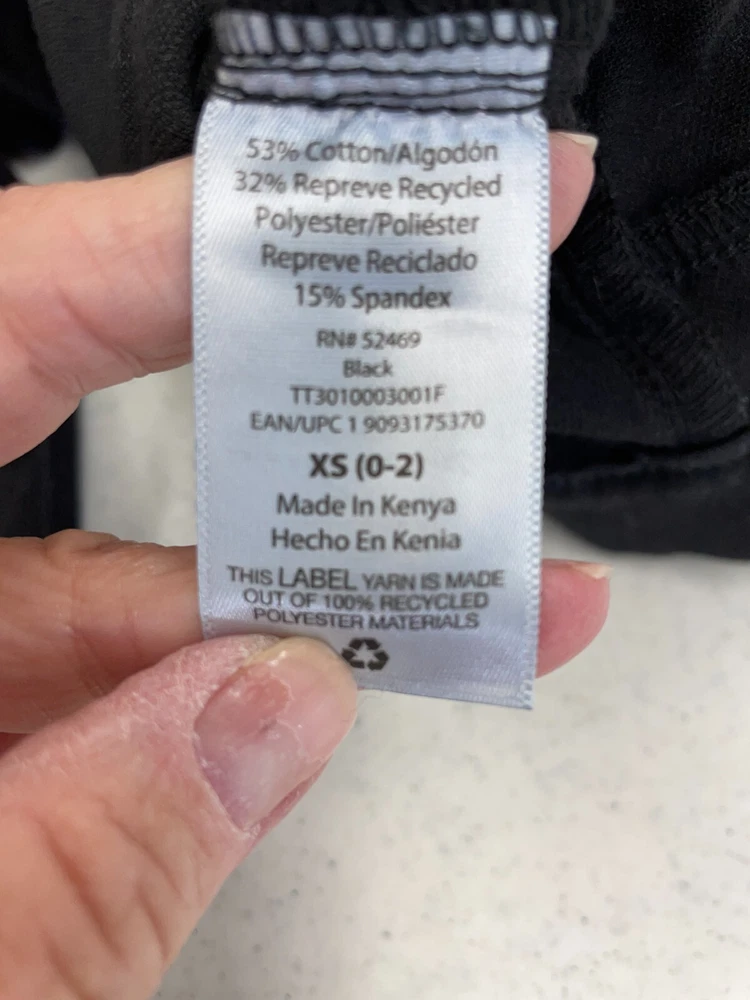 53% Cotton/Algodón
32% Repreve Recycled
Polyester/Poliéster
Repreve Reciclado
15% Spandex
RN# 52469
Black
TT3010003001F
EAN/UPC 1 9093175370
XS (0-2)
Made In Kenya
Hecho En Kenia
THIS LABEL YARN IS MADE
OUT OF 100% RECYCLED
POLYESTER MATERIALS